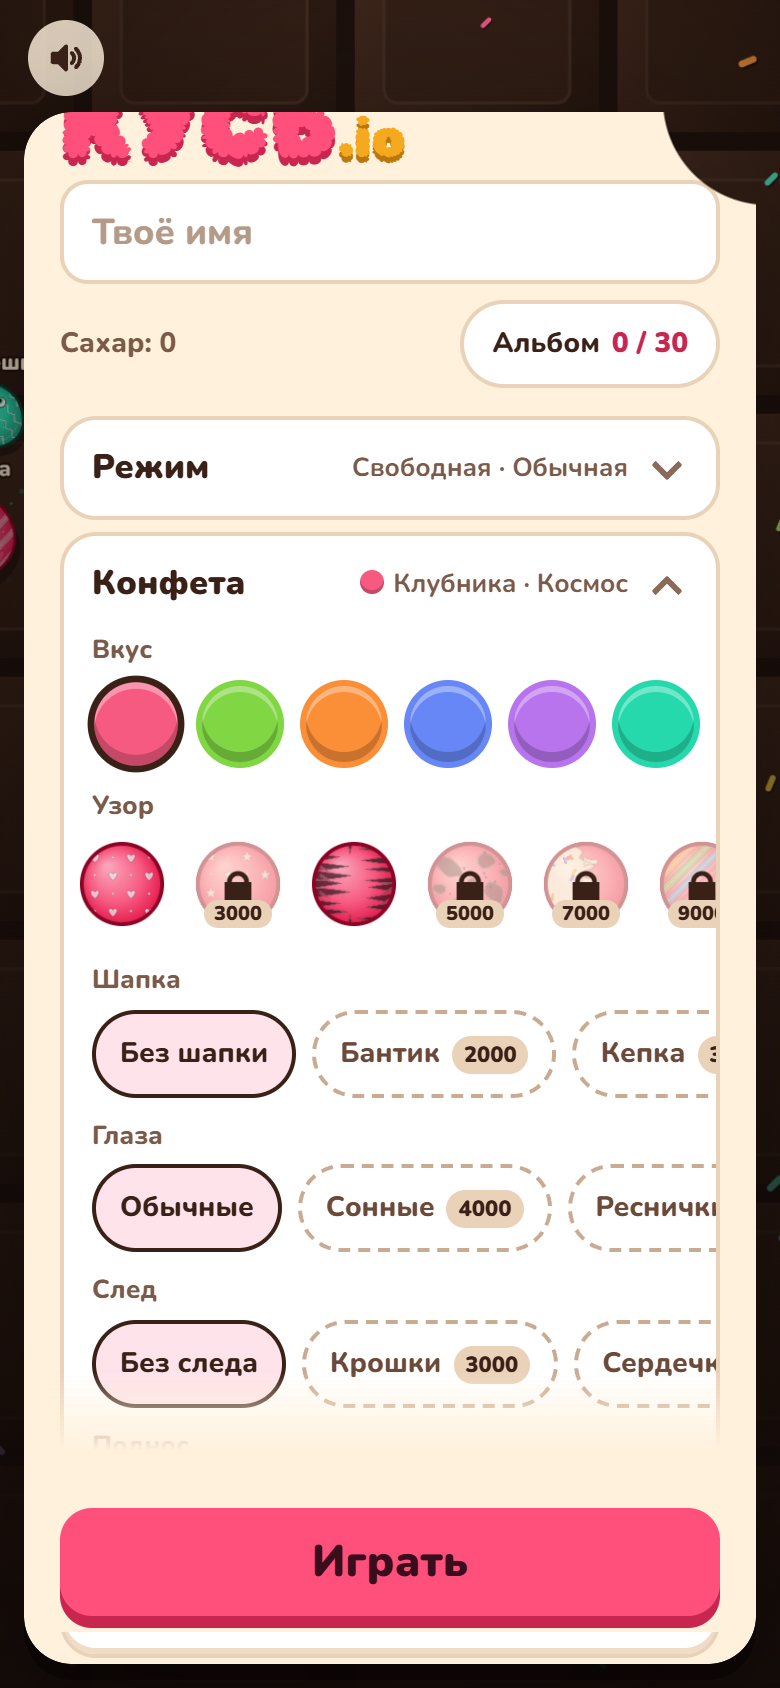 КУСЬ.io
Твоё имя
Сахар: 0
Альбом 0 / 30
Режим Свободная · Обычная
Конфета Клубника · Космос
Вкус
Узор
3000 5000 7000
Шапка
Без шапки Бантик 2000 Кепка
Глаза
Обычные Сонные 4000
След
Без следа Крошки 3000
Поднос
Играть